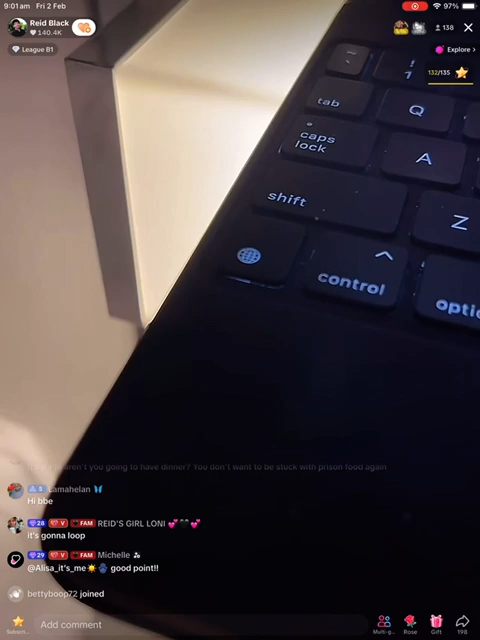 9:01am Fri 2 Feb
97%
Reid Black
140.4K
138
League B1
Explore >
132/135
~
`
!
1
tab
Q
caps
lock
A
shift
Z
control
optio
aren't you going to have dinner? You don't want to be stuck with prison food again
3 Lamahelan
Hi bbe
28 V FAM REID'S GIRL LONI
it's gonna loop
29 V FAM Michelle
@Alisa_it's_me good point!!
bettyboop72 joined
Subscri...
Add comment
Multi-g...
Rose
Gift
198